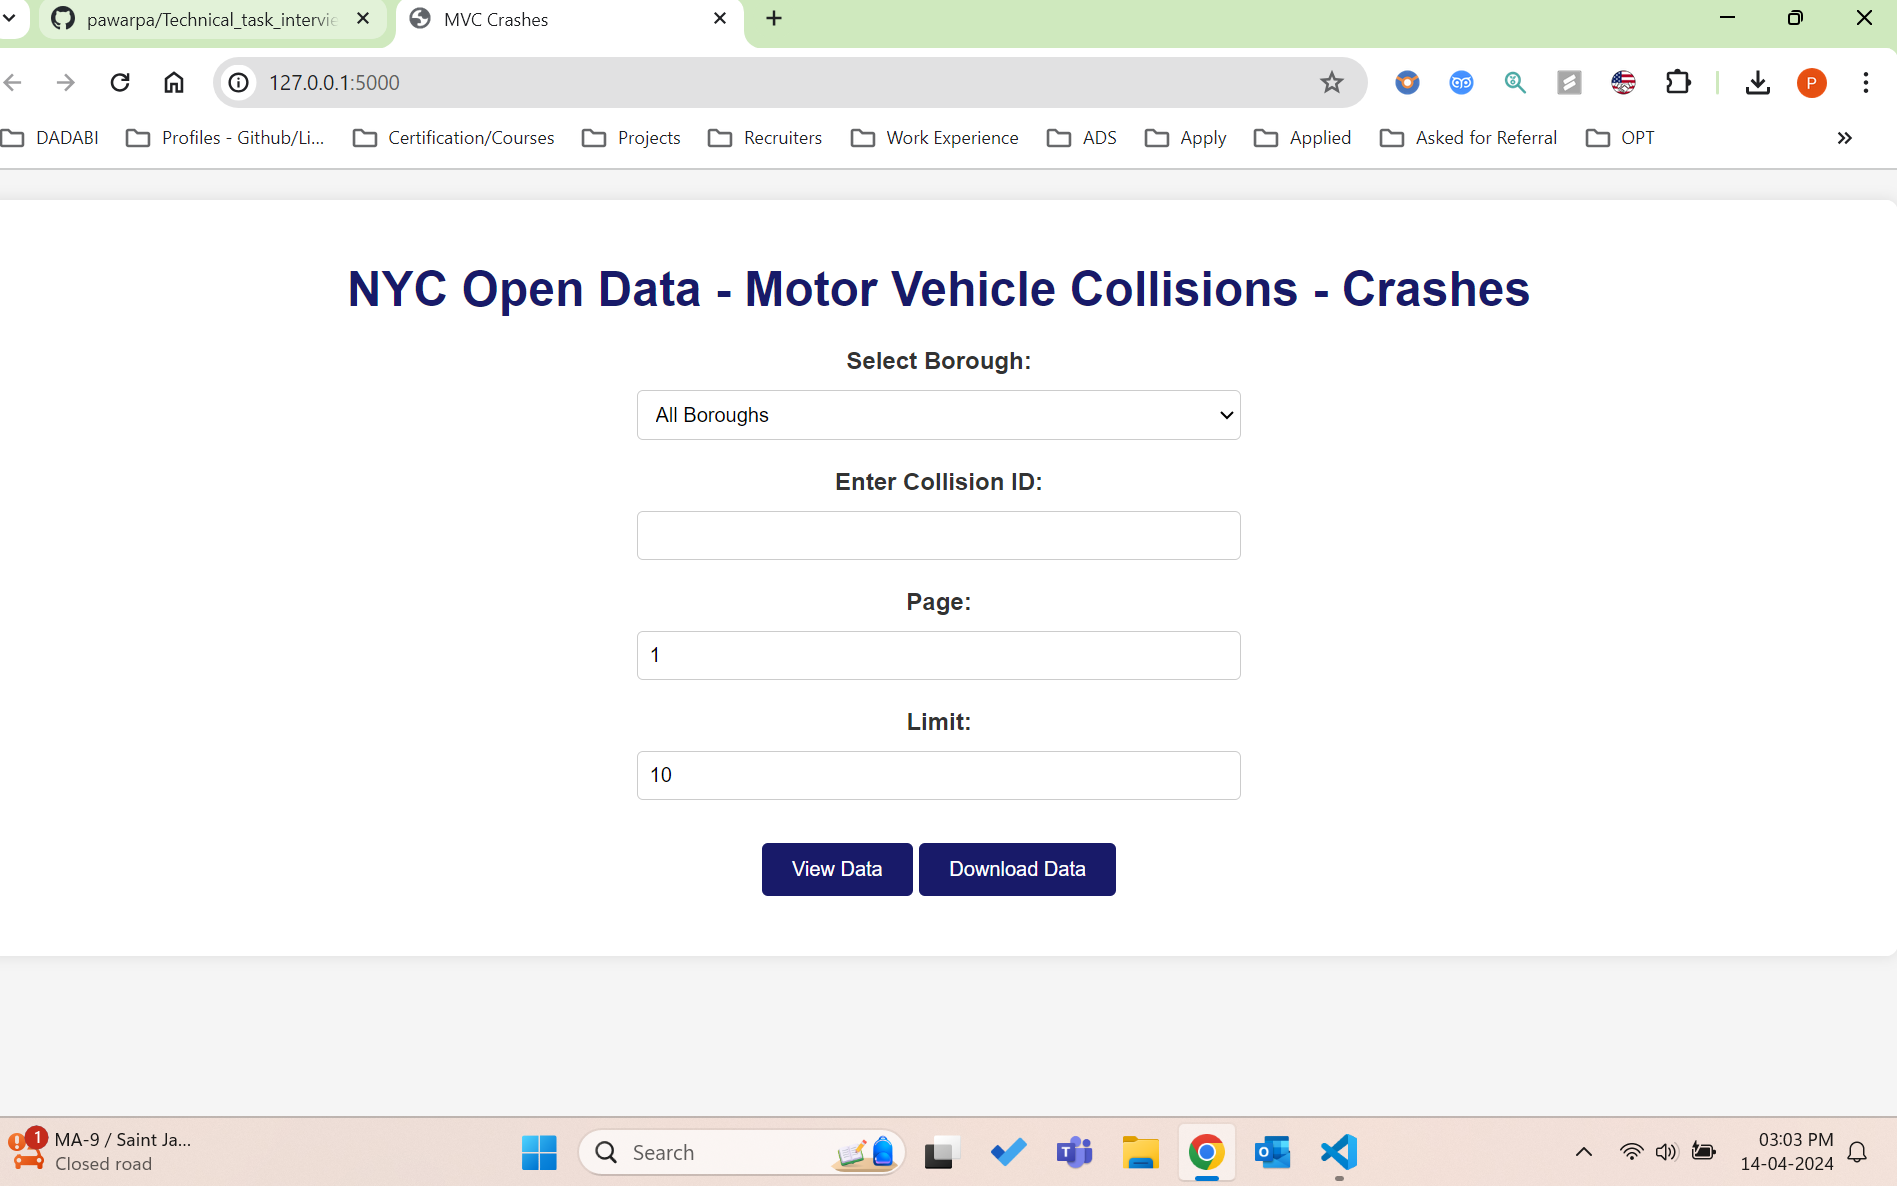 pawarpa/Technical_task_intervie
MVC Crashes
127.0.0.1:5000
P
DADABI
Profiles - Github/Li...
Certification/Courses
Projects
Recruiters
Work Experience
ADS
Apply
Applied
Asked for Referral
OPT
NYC Open Data - Motor Vehicle Collisions - Crashes
Select Borough:
All Boroughs
Enter Collision ID:
Page:
1
Limit:
10
View Data
Download Data
1
MA-9 / Saint Ja...
Closed road
Search
03:03 PM
14-04-2024